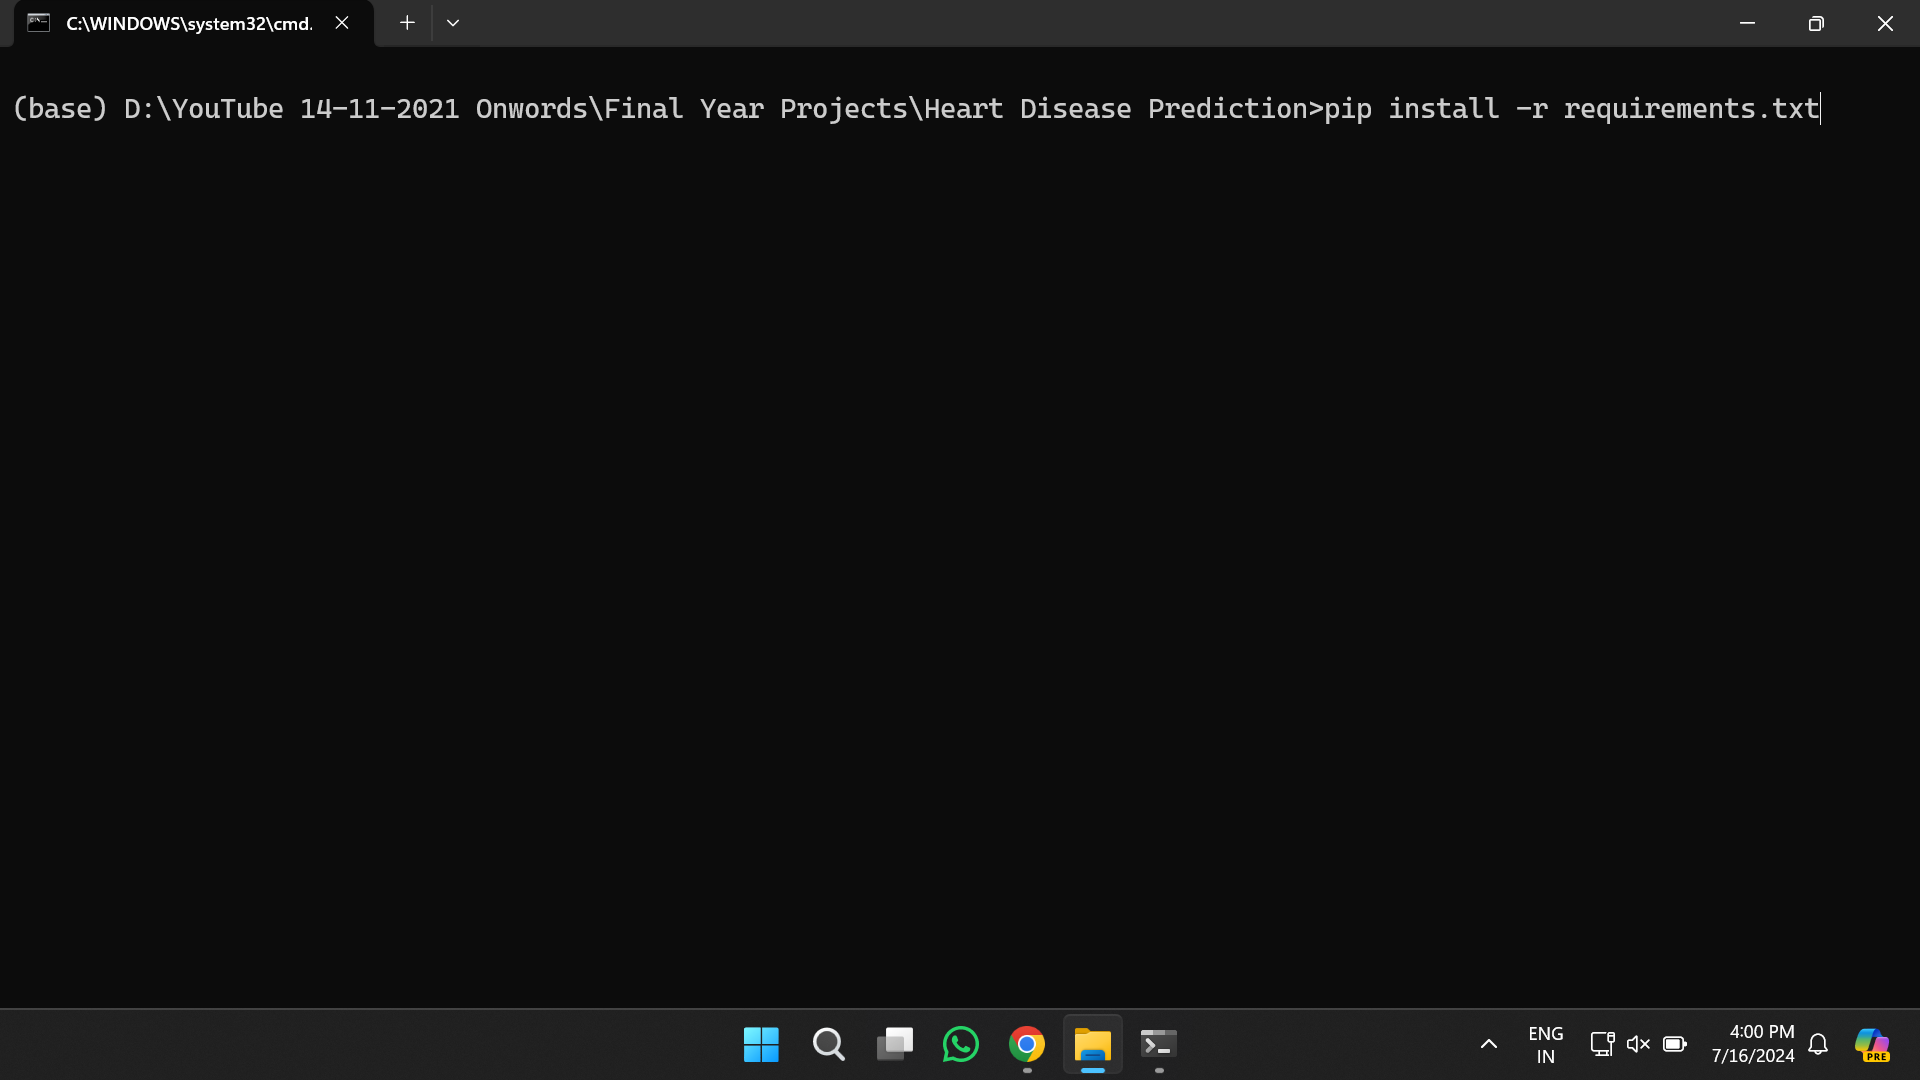 C:\WINDOWS\system32\cmd.
(base) D:\YouTube 14-11-2021 Onwords\Final Year Projects\Heart Disease Prediction>pip install -r requirements.txt
ENG
IN
4:00 PM
7/16/2024
PRE